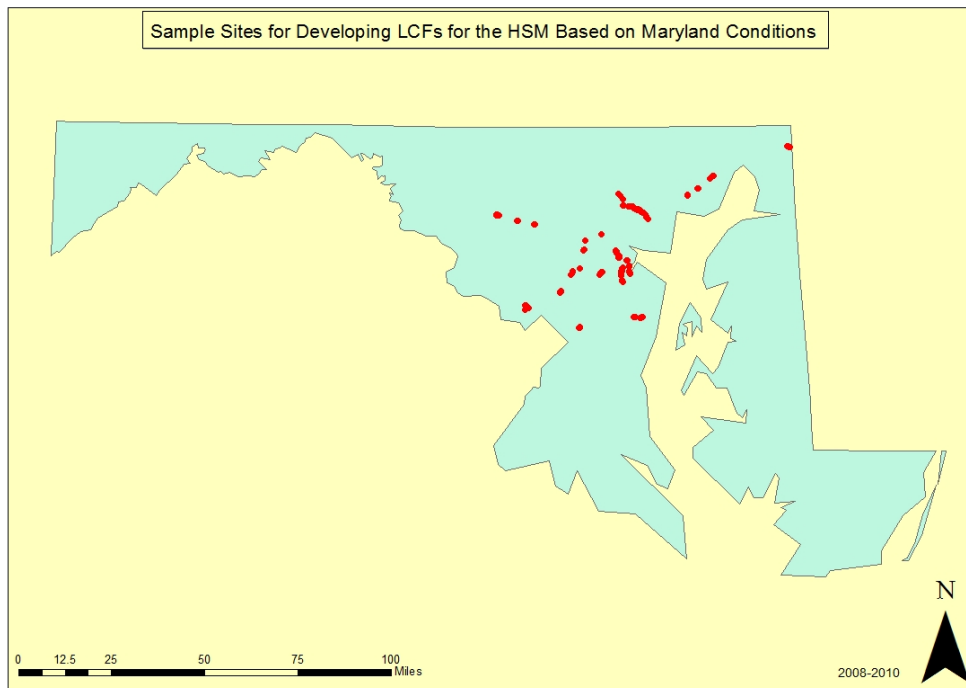 Sample Sites for Developing LCFs for the HSM Based on Maryland Conditions
N
0 12.5 25 50 75 100
Miles
2008-2010